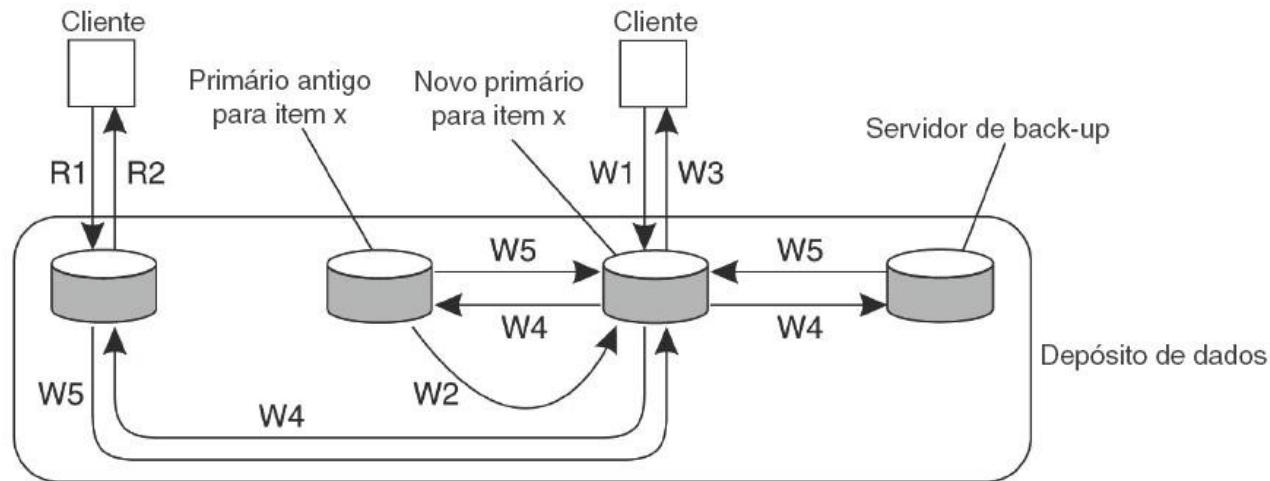 Cliente
Cliente
Primário antigo
para item x
Novo primário
para item x
Servidor de back-up
R1
R2
W1
W3
W5
W5
W4
W4
W5
W4
W2
Depósito de dados